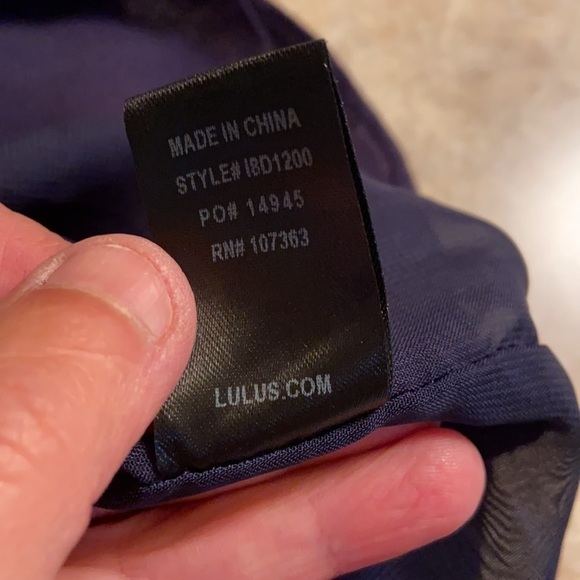 MADE IN CHINA
STYLE# I8D1200
PO# 14945
RN# 107363
LULUS.COM